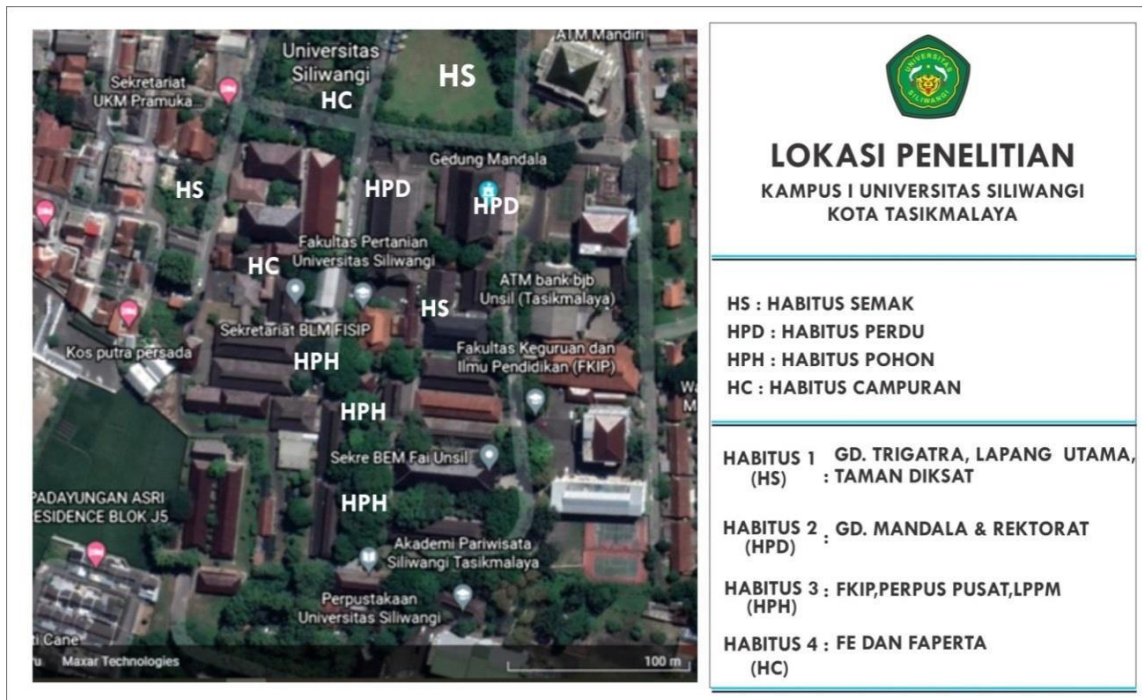 ATM Mandiri
Universitas
Siliwangi
HS
Sekretariat
UKM Pramuka...
HC
Gedung Mandala
HS
HPD
HPD
Fakultas Pertanian
Universitas Siliwangi
HC
ATM bank bjb
Unsil (Tasikmalaya)
HS
Sekretariat BLM FISIP
Kos putra persada
Fakultas Keguruan dan
Ilmu Pendidikan (FKIP)
HPH
HPH
Sekre BEM Fai Unsil
PADAYUNGAN ASRI
ESIDENCE BLOK J5
HPH
Akademi Pariwisata
Siliwangi Tasikmalaya
Perpustakaan
Universitas Siliwangi
ti Cane
Maxar Technologies
100 m
UNIVERSITAS
SILIWANGI
LOKASI PENELITIAN
KAMPUS I UNIVERSITAS SILIWANGI
KOTA TASIKMALAYA
HS : HABITUS SEMAK
HPD : HABITUS PERDU
HPH : HABITUS POHON
HC : HABITUS CAMPURAN
HABITUS 1 (HS) : GD. TRIGATRA, LAPANG UTAMA,
TAMAN DIKSAT
HABITUS 2 : GD. MANDALA & REKTORAT
(HPD)
HABITUS 3 : FKIP,PERPUS PUSAT,LPPM
(HPH)
HABITUS 4 : FE DAN FAPERTA
(HC)